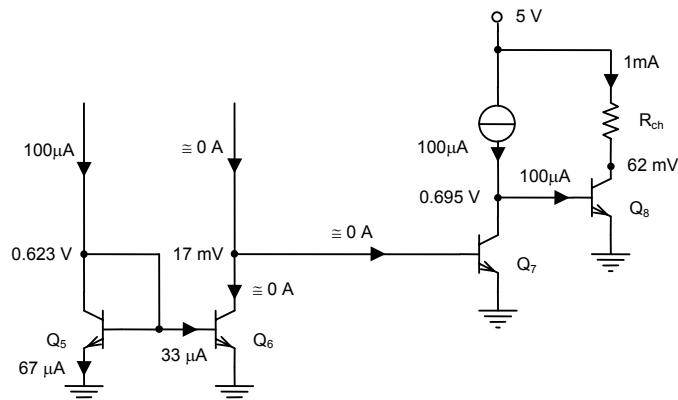 5 V
1mA
100µA
≅ 0 A
R_ch
100µA
62 mV
100µA
0.695 V
Q₈
≅ 0 A
0.623 V
17 mV
Q₇
≅ 0 A
Q₅
33 µA
Q₆
67 µA